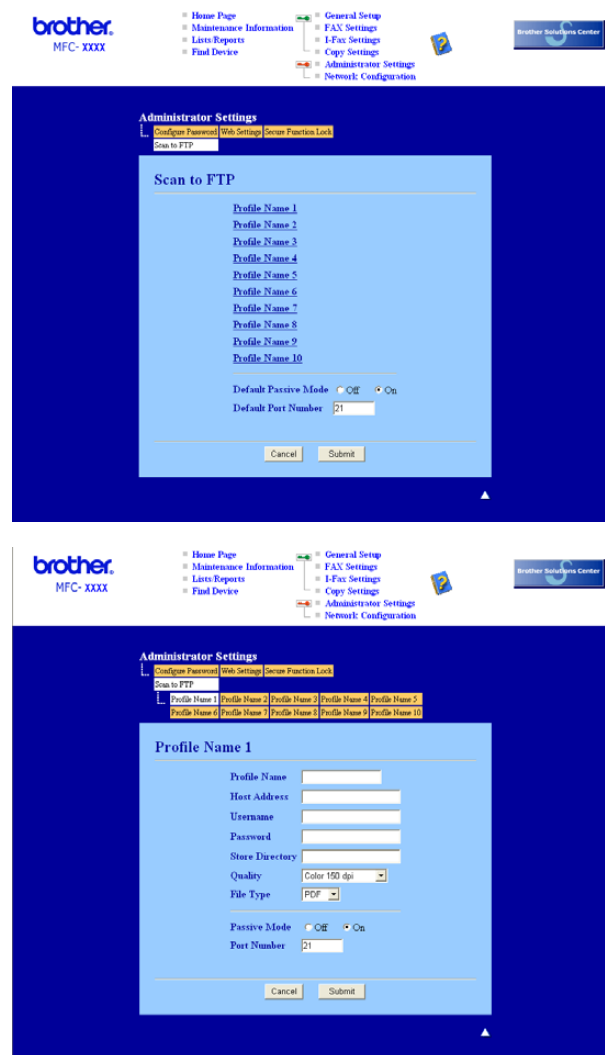 brother.
MFC- XXXX
Home Page
Maintenance Information
Lists/Reports
Find Device
General Setup
FAX Settings
I-Fax Settings
Copy Settings
Administrator Settings
Network Configuration
Brother Solutions Center
Administrator Settings
Configure Password Web Settings Secure Function Lock
Scan to FTP
Scan to FTP
Profile Name 1
Profile Name 2
Profile Name 3
Profile Name 4
Profile Name 5
Profile Name 6
Profile Name 7
Profile Name 8
Profile Name 9
Profile Name 10
Default Passive Mode Off On
Default Port Number 21
Cancel Submit
brother.
MFC- XXXX
Home Page
Maintenance Information
Lists/Reports
Find Device
General Setup
FAX Settings
I-Fax Settings
Copy Settings
Administrator Settings
Network Configuration
Brother Solutions Center
Administrator Settings
Configure Password Web Settings Secure Function Lock
Scan to FTP
Profile Name 1 Profile Name 2 Profile Name 3 Profile Name 4 Profile Name 5
Profile Name 6 Profile Name 7 Profile Name 8 Profile Name 9 Profile Name 10
Profile Name 1
Profile Name
Host Address
Username
Password
Store Directory
Quality Color 150 dpi
File Type PDF
Passive Mode Off On
Port Number 21
Cancel Submit